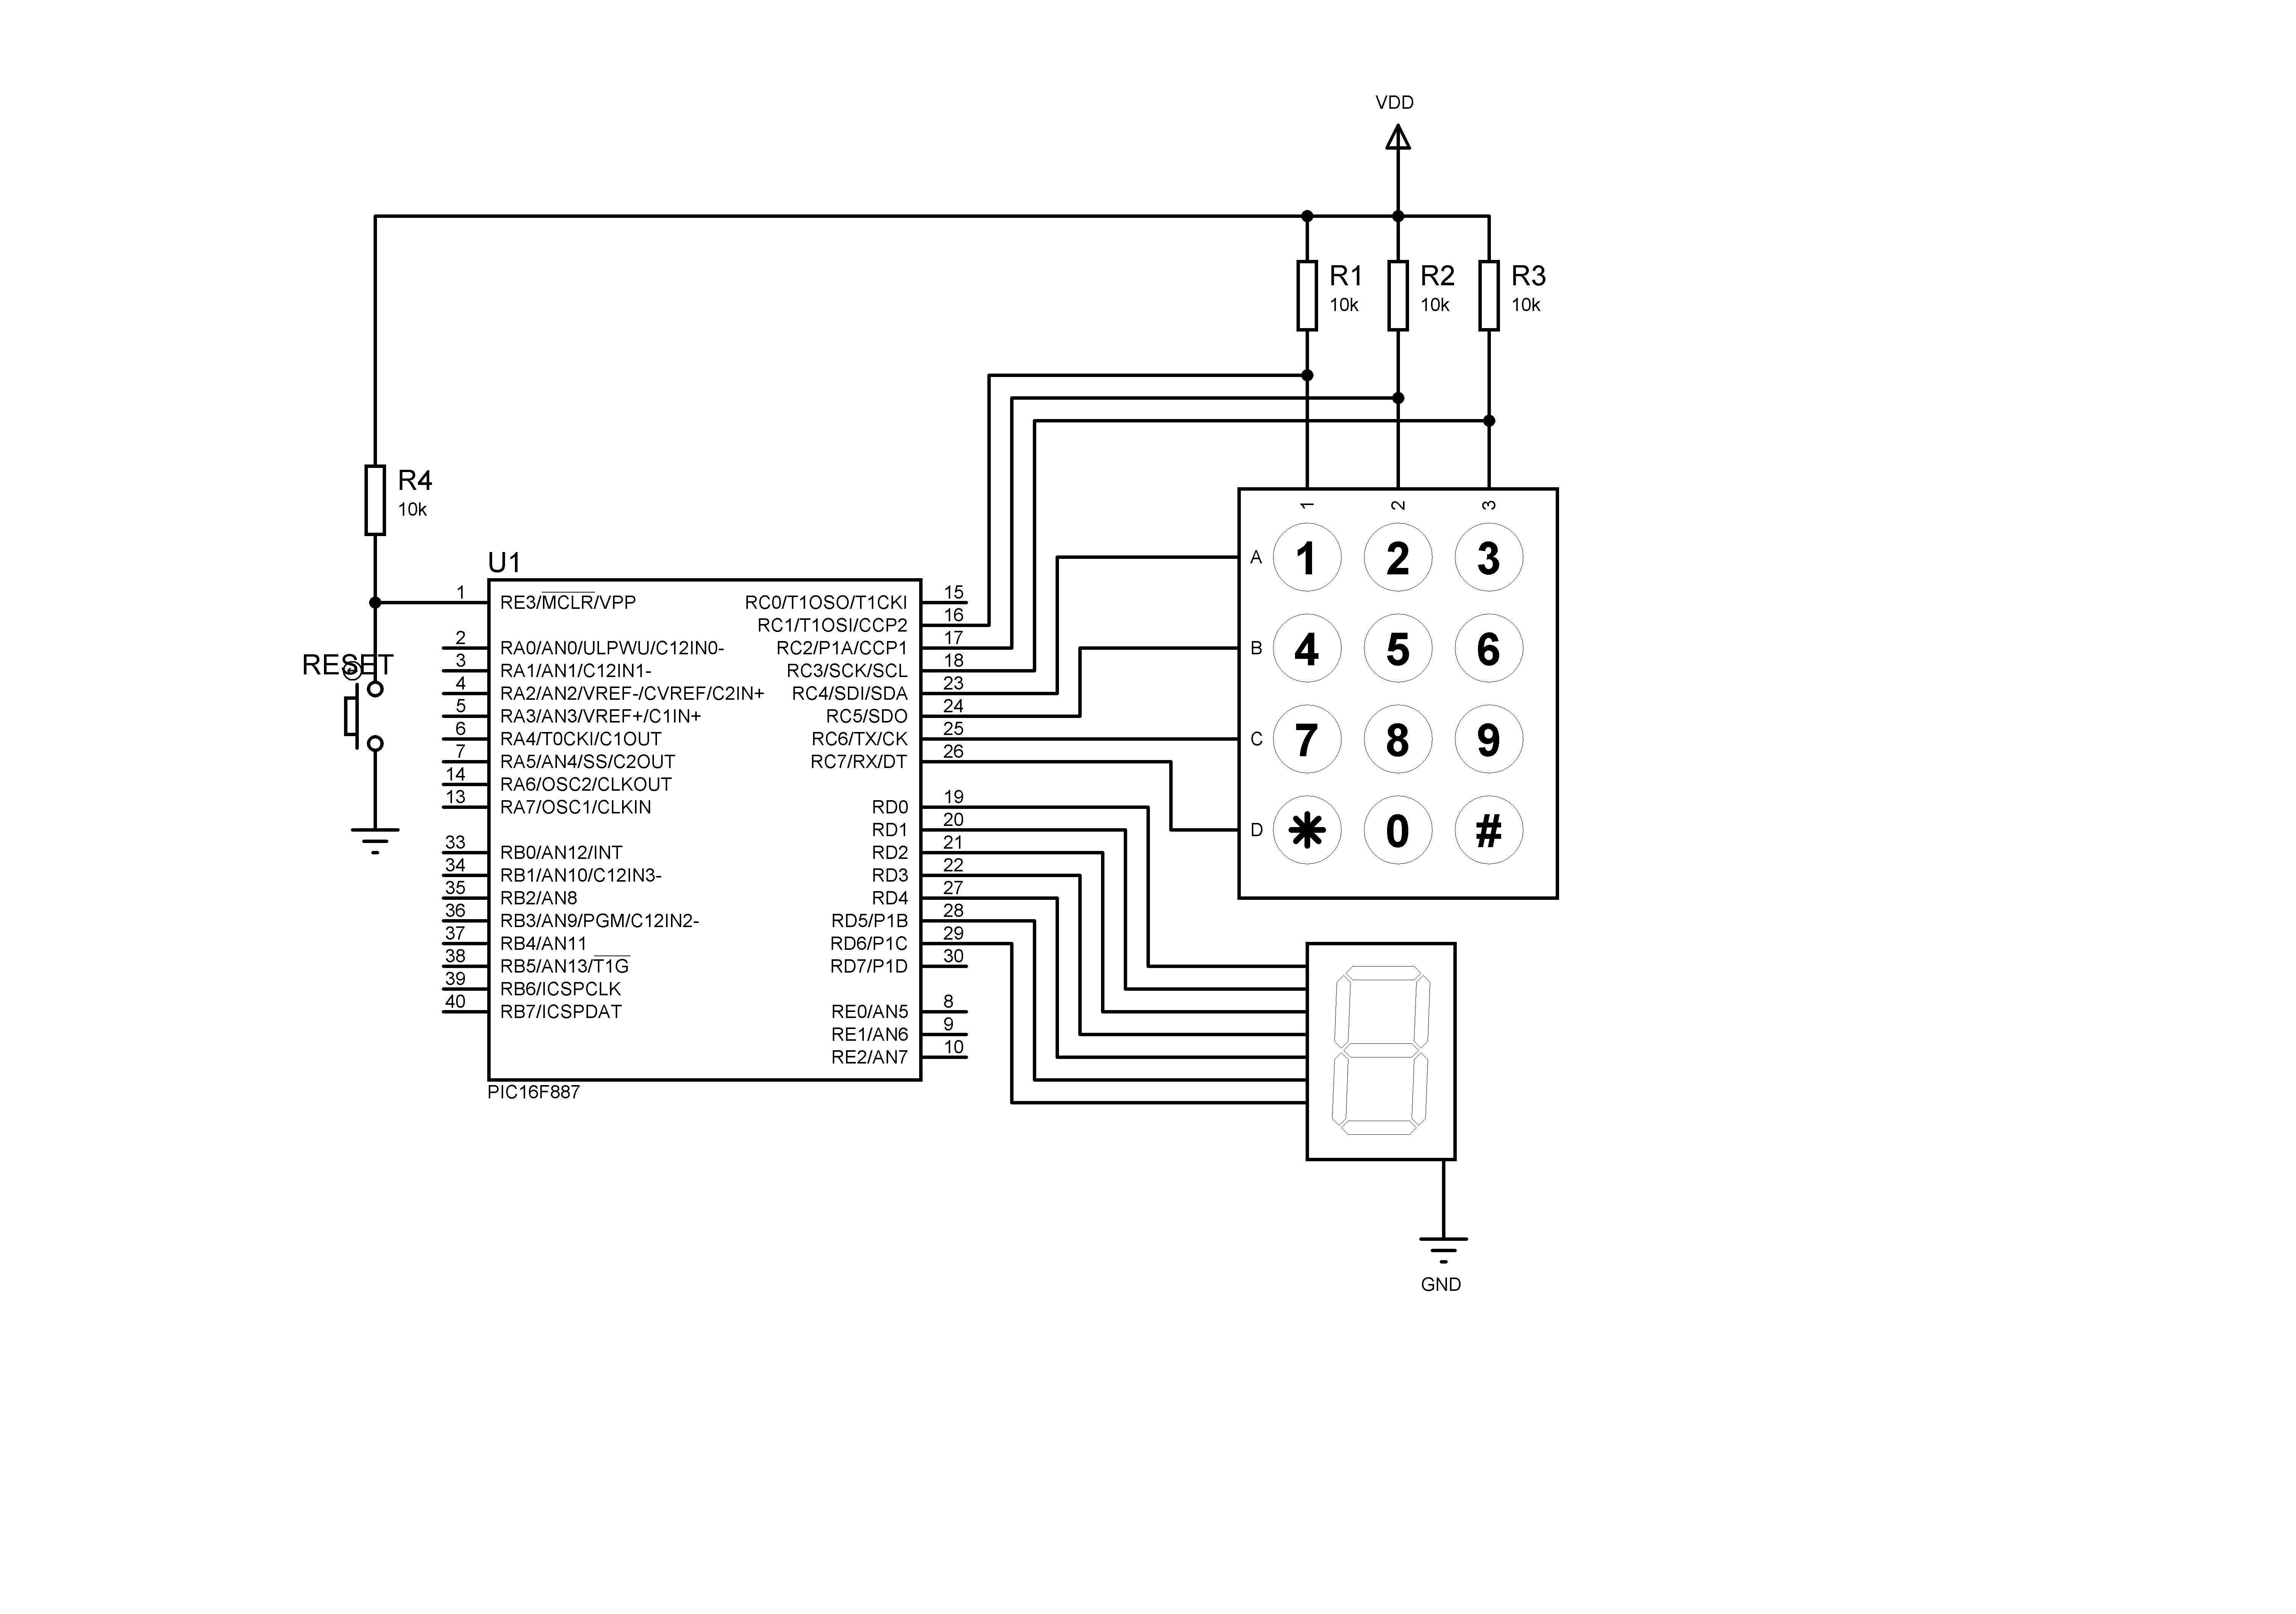 VDD
R1
10k
R2
10k
R3
10k
R4
10k
RESET
U1
1
RE3/MCLR/VPP
2
RA0/AN0/ULPWU/C12IN0-
3
RA1/AN1/C12IN1-
4
RA2/AN2/VREF-/CVREF/C2IN+
5
RA3/AN3/VREF+/C1IN+
6
RA4/T0CKI/C1OUT
7
RA5/AN4/SS/C2OUT
14
RA6/OSC2/CLKOUT
13
RA7/OSC1/CLKIN
33
RB0/AN12/INT
34
RB1/AN10/C12IN3-
35
RB2/AN8
36
RB3/AN9/PGM/C12IN2-
37
RB4/AN11
38
RB5/AN13/T1G
39
RB6/ICSPCLK
40
RB7/ICSPDAT
RC0/T1OSO/T1CKI
15
RC1/T1OSI/CCP2
16
RC2/P1A/CCP1
17
RC3/SCK/SCL
18
RC4/SDI/SDA
23
RC5/SDO
24
RC6/TX/CK
25
RC7/RX/DT
26
RD0
19
RD1
20
RD2
21
RD3
22
RD4
27
RD5/P1B
28
RD6/P1C
29
RD7/P1D
30
RE0/AN5
8
RE1/AN6
9
RE2/AN7
10
PIC16F887
1 2 3
A 1 2 3
B 4 5 6
C 7 8 9
D * 0 #
GND